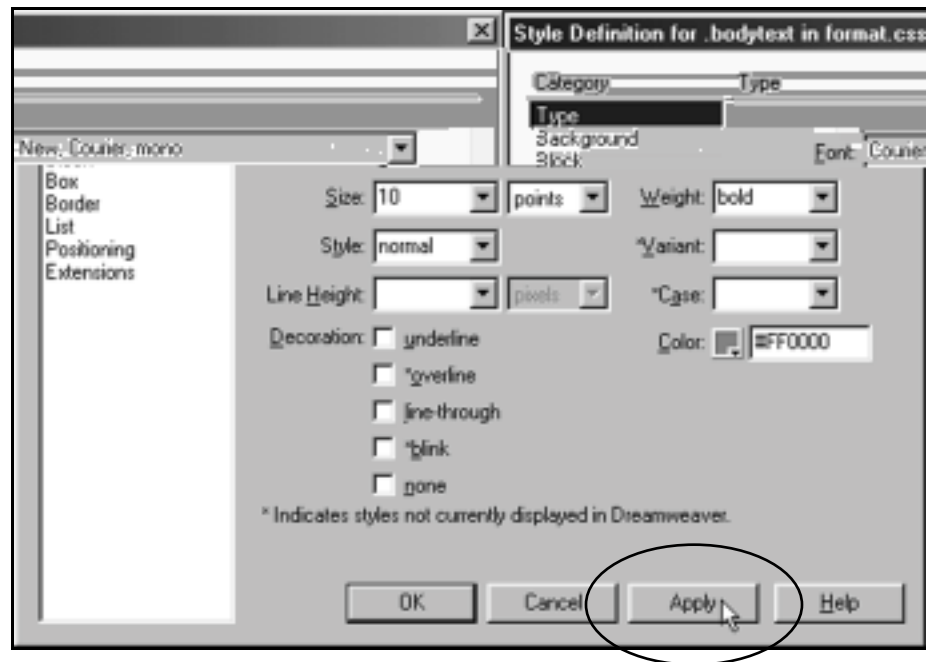 Style Definition for .bodytext in format.css
Category Type
Type
Background
Block
New, Courier, mono
Font: Courier
Box
Border
List
Positioning
Extensions
Size: 10 points Weight: bold
Style: normal *Variant:
Line Height: pixels *Case:
Decoration: underline Color: #FF0000
*overline
line-through
*blink
none
* Indicates styles not currently displayed in Dreamweaver.
OK Cancel Apply Help